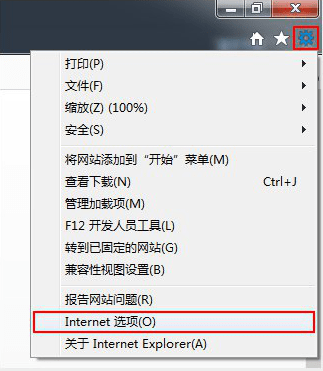 打印(P)
文件(F)
缩放(Z) (100%)
安全(S)
将网站添加到“开始”菜单(M)
查看下载(N) Ctrl+J
管理加载项(M)
F12 开发人员工具(L)
转到已固定的网站(G)
兼容性视图设置(B)
报告网站问题(R)
Internet 选项(O)
关于 Internet Explorer(A)